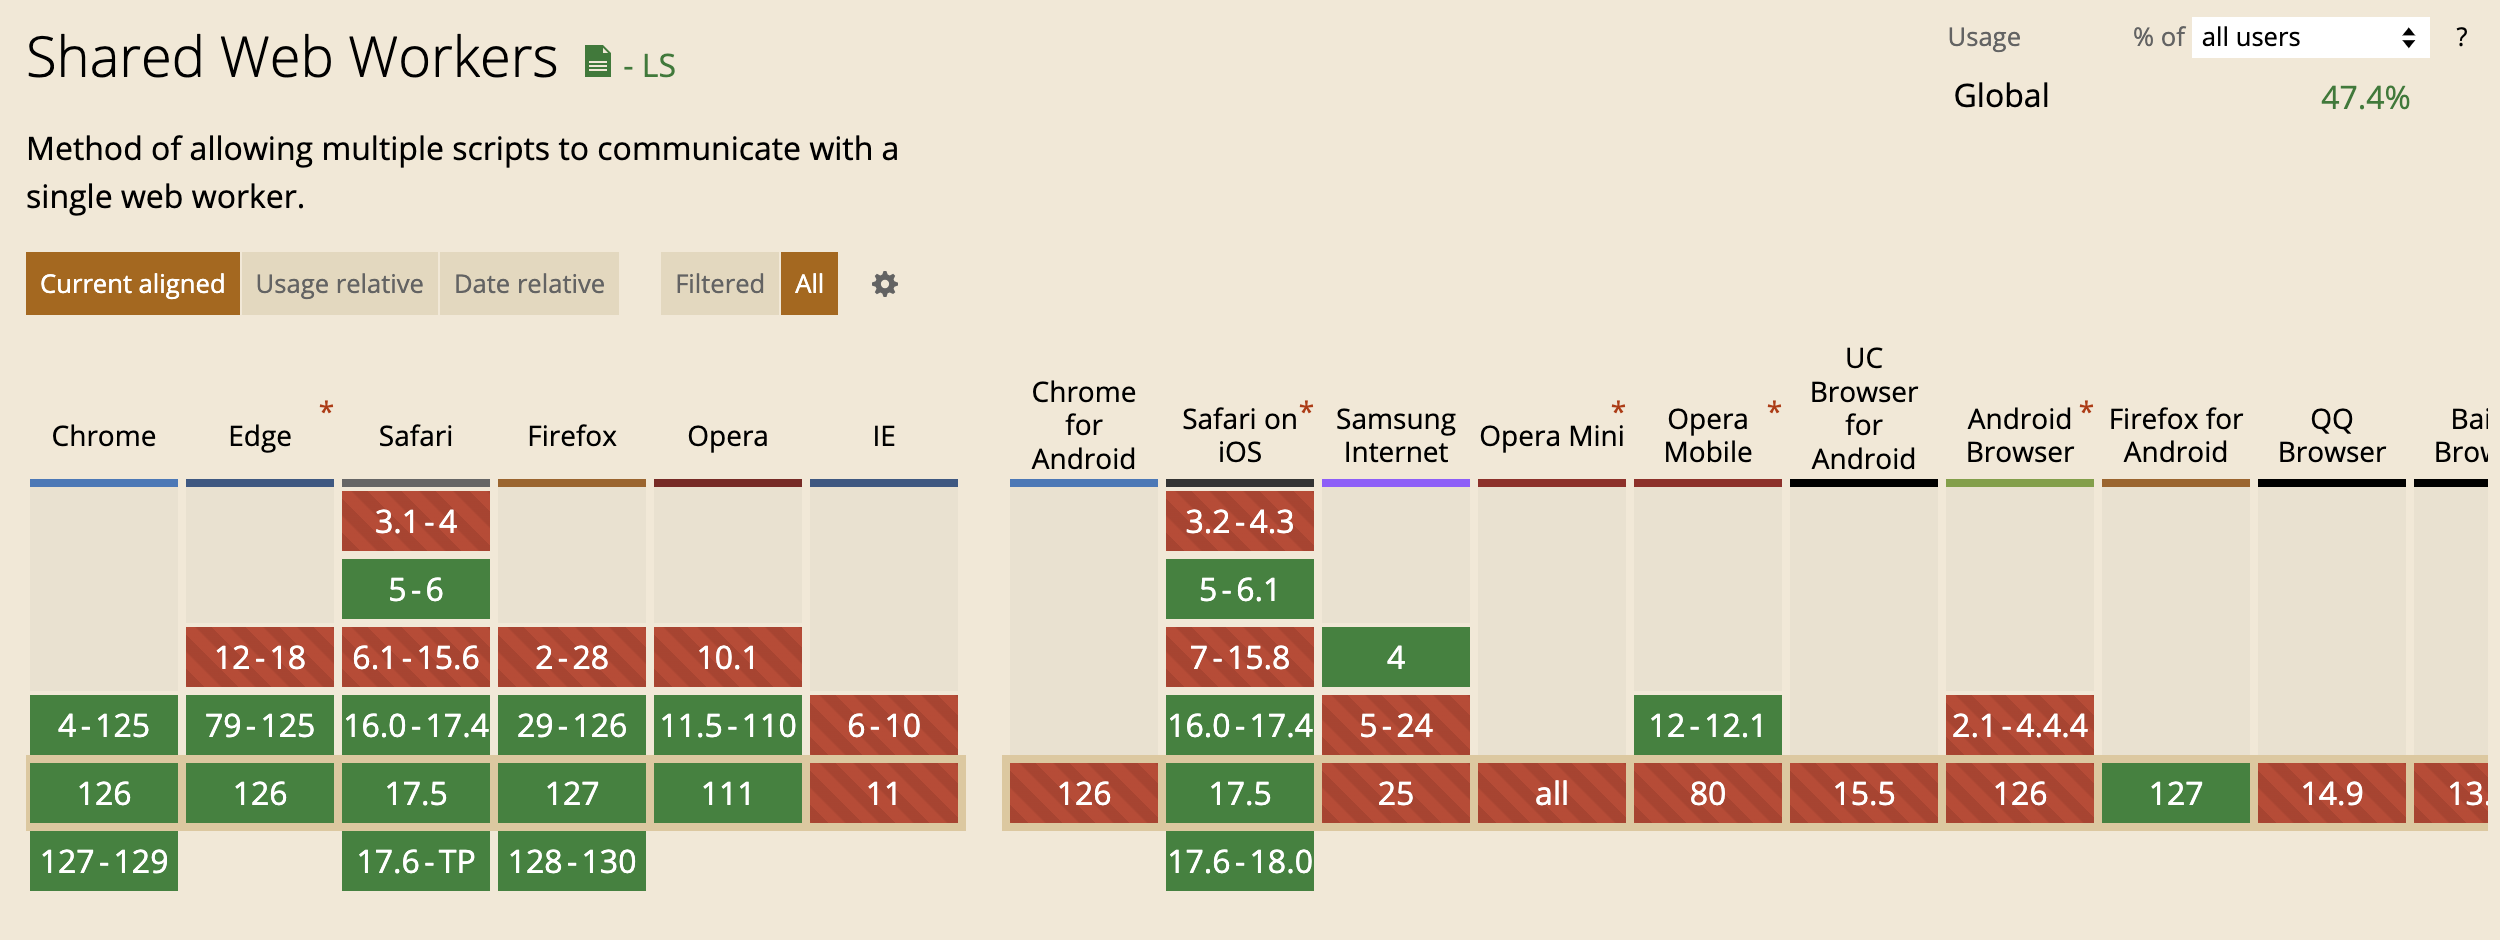 Shared Web Workers - LS
Usage % of all users ?
Global 47.4%
Method of allowing multiple scripts to communicate with a
single web worker.
Current aligned Usage relative Date relative Filtered All
Chrome
Edge *
Safari
Firefox
Opera
IE
Chrome
for
Android
Safari on *
iOS
Samsung
Internet
Opera Mini *
Opera *
Mobile
UC
Browser
for
Android
Android *
Browser
Firefox for
Android
QQ
Browser
3.1-4 3.2-4.3
5-6 5-6.1
12-18 6.1-15.6 2-28 10.1 7-15.8 4
4-125 79-125 16.0-17.4 29-126 11.5-110 6-10 16.0-17.4 5-24 12-12.1 2.1-4.4.4
126 126 17.5 127 111 11 126 17.5 25 all 80 15.5 126 127 14.9 13.
127-129 17.6-TP 128-130 17.6-18.0